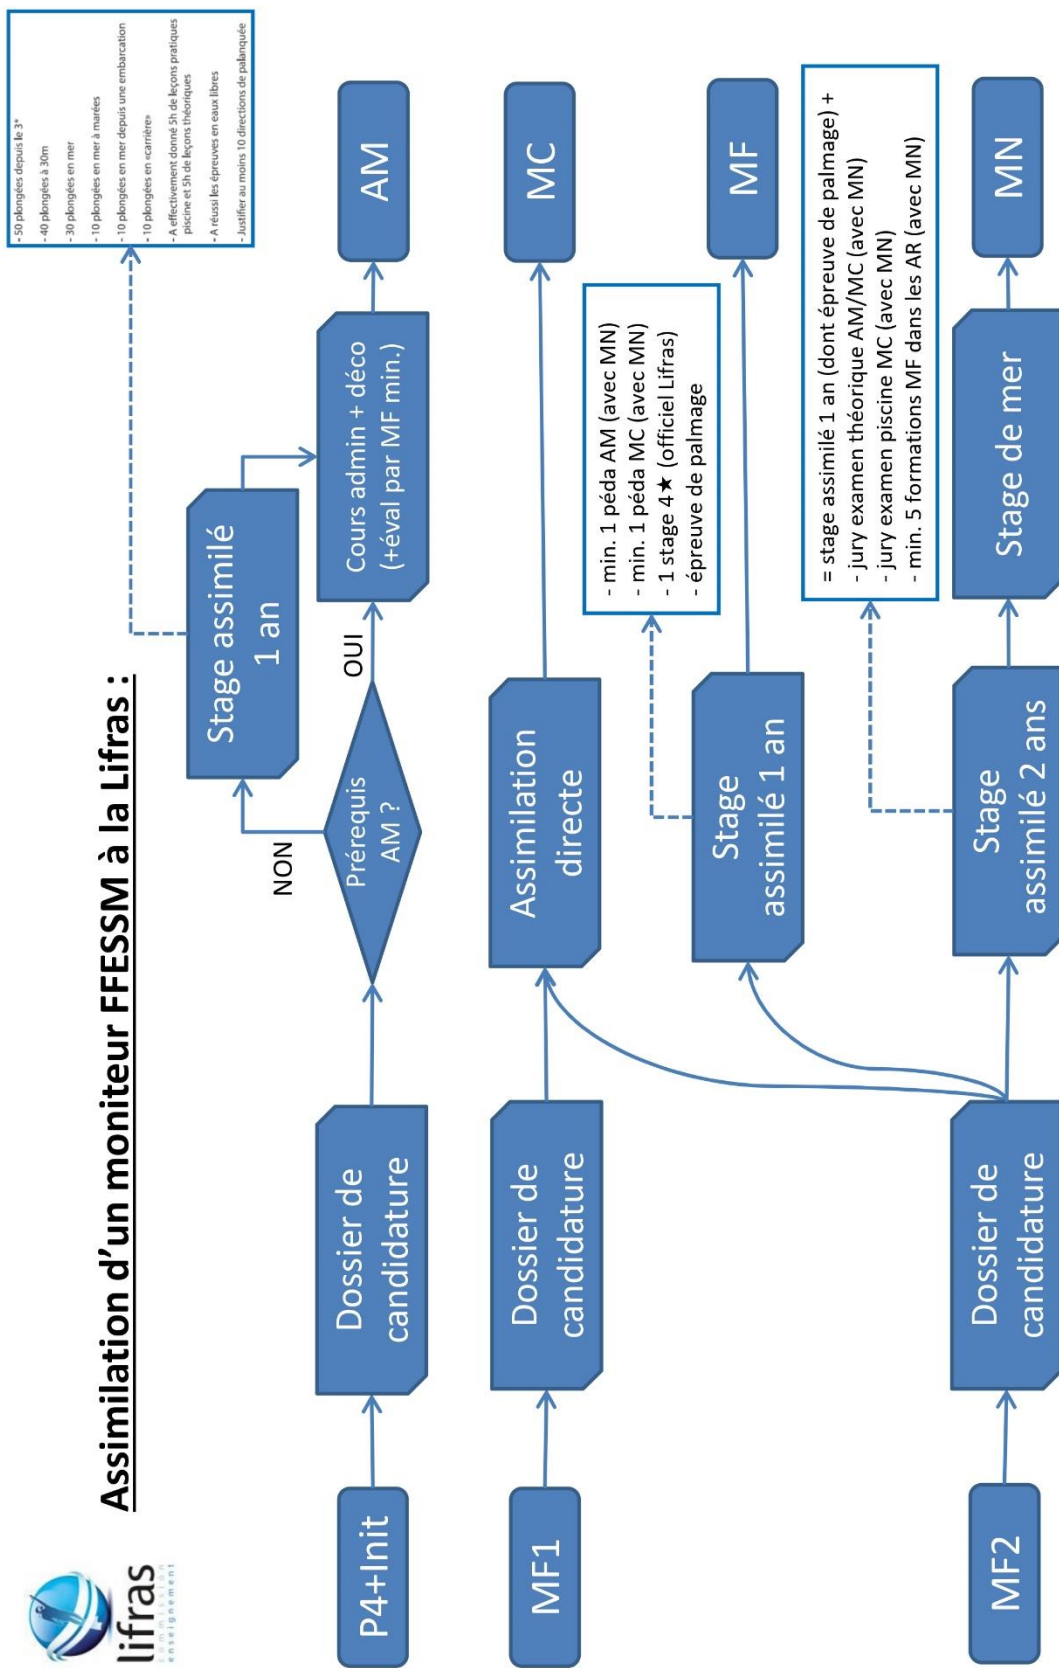 lifras
commission
enseignement
Assimilation d’un moniteur FFESSM à la Lifras :
- 50 plongées depuis le 3*
- 40 plongées à 30m
- 30 plongées en mer
- 10 plongées en mer à marées
- 10 plongées en mer depuis une embarcation
- 10 plongées en «carrière»
- A effectivement donné 5h de leçons pratiques
piscine et 5h de leçons théoriques
- A réussi les épreuves en eaux libres
- Justifier au moins 10 directions de palanquée
Stage assimilé
1 an
NON
P4+Init
Dossier de
candidature
Prérequis
AM ?
OUI
Cours admin + déco
(+éval par MF min.)
AM
MF1
Dossier de
candidature
Assimilation
directe
MC
- min. 1 péda AM (avec MN)
- min. 1 péda MC (avec MN)
- 1 stage 4★ (officiel Lifras)
- épreuve de palmage
Stage
assimilé 1 an
MF
= stage assimilé 1 an (dont épreuve de palmage) +
- jury examen théorique AM/MC (avec MN)
- jury examen piscine MC (avec MN)
- min. 5 formations MF dans les AR (avec MN)
MF2
Dossier de
candidature
Stage
assimilé 2 ans
Stage de mer
MN